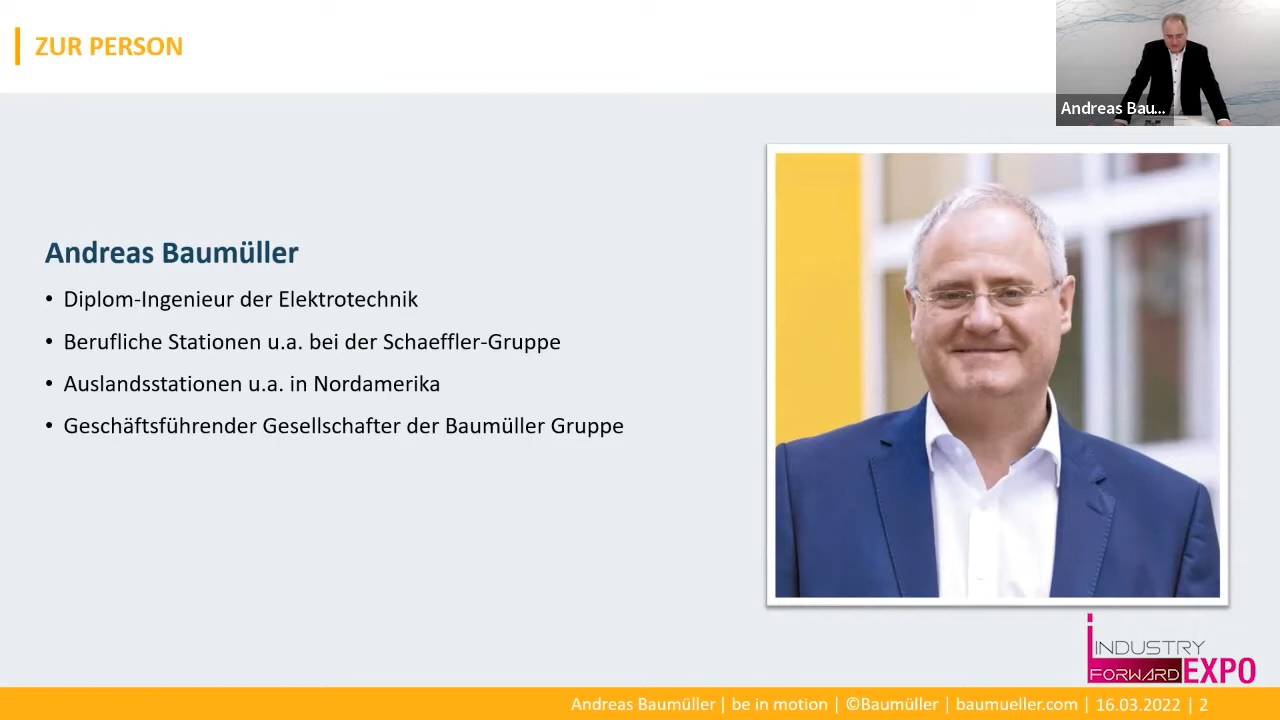 ZUR PERSON
Andreas Bau...
Andreas Baumüller
• Diplom-Ingenieur der Elektrotechnik
• Berufliche Stationen u.a. bei der Schaeffler-Gruppe
• Auslandsstationen u.a. in Nordamerika
• Geschäftsführender Gesellschafter der Baumüller Gruppe
INDUSTRY
FORWARD EXPO
Andreas Baumüller | be in motion | ©Baumüller | baumueller.com | 16.03.2022 | 2